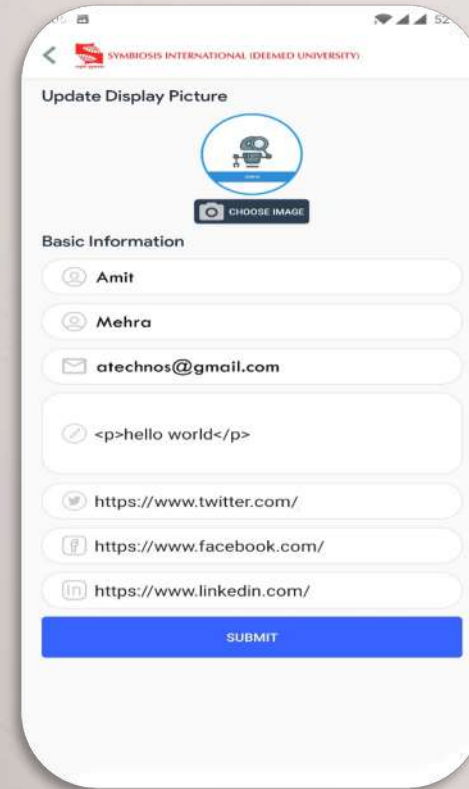 52
SYMBIOSIS INTERNATIONAL (DEEMED UNIVERSITY)
Update Display Picture
CHOOSE IMAGE
Basic Information
Amit
Mehra
atechnos@gmail.com
<p>hello world</p>
https://www.twitter.com/
https://www.facebook.com/
https://www.linkedin.com/
SUBMIT